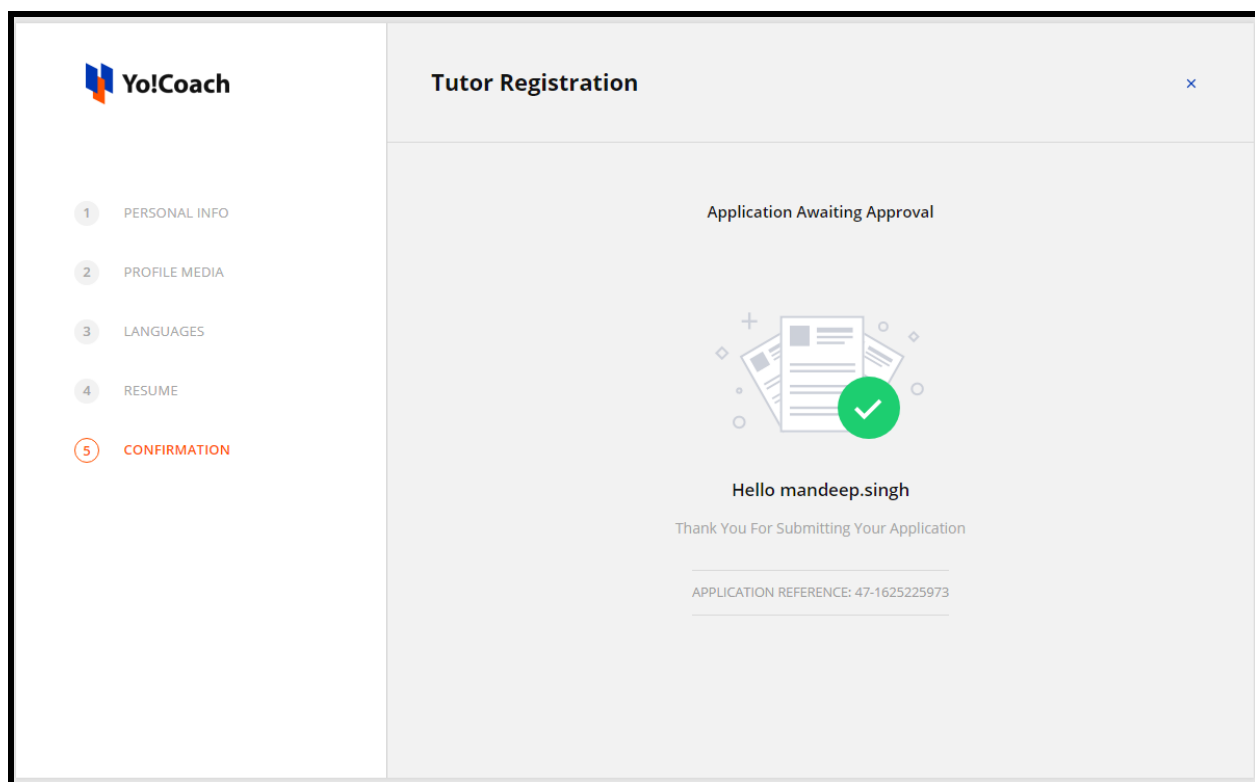 Yo!Coach
Tutor Registration
×
1 PERSONAL INFO
2 PROFILE MEDIA
3 LANGUAGES
4 RESUME
5 CONFIRMATION
Application Awaiting Approval
Hello mandeep.singh
Thank You For Submitting Your Application
APPLICATION REFERENCE: 47-1625225973